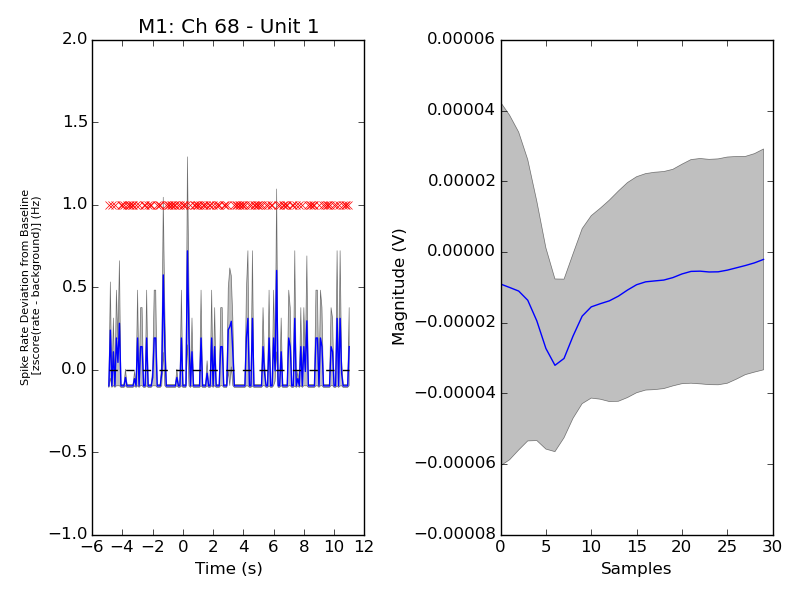 M1: Ch 68 - Unit 1
2.0
1.5
1.0
0.5
0.0
−0.5
−1.0
−6 −4 −2 0 2 4 6 8 10 12
Time (s)
Spike Rate Deviation from Baseline
[zscore(rate - background)] (Hz)
0.00006
0.00004
0.00002
0.00000
−0.00002
−0.00004
−0.00006
−0.00008
0 5 10 15 20 25 30
Samples
Magnitude (V)